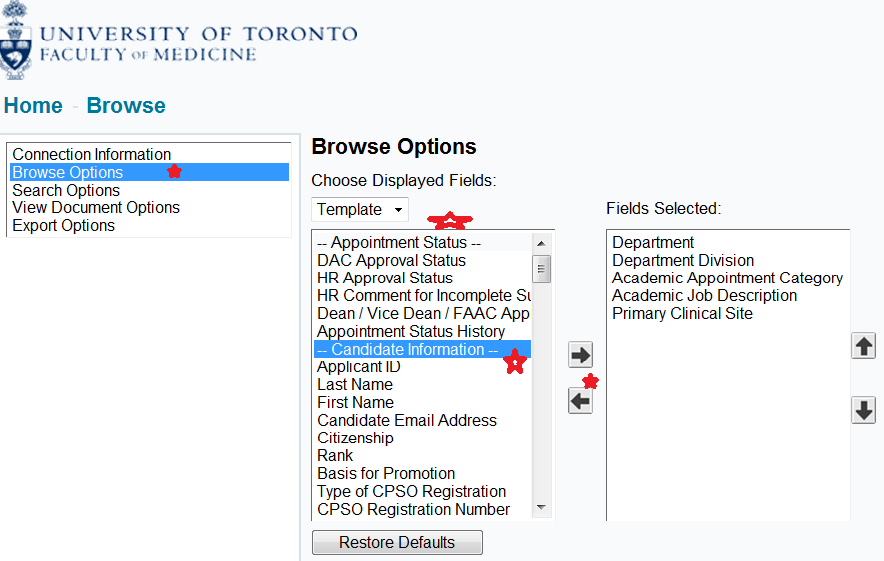 UNIVERSITY OF TORONTO
FACULTY OF MEDICINE
Home - Browse
Connection Information
Browse Options
Search Options
View Document Options
Export Options
Browse Options
Choose Displayed Fields:
Template
-- Appointment Status --
DAC Approval Status
HR Approval Status
HR Comment for Incomplete Su
Dean / Vice Dean / FAAC App
Appointment Status History
-- Candidate Information --
Applicant ID
Last Name
First Name
Candidate Email Address
Citizenship
Rank
Basis for Promotion
Type of CPSO Registration
CPSO Registration Number
Restore Defaults
Fields Selected:
Department
Department Division
Academic Appointment Category
Academic Job Description
Primary Clinical Site